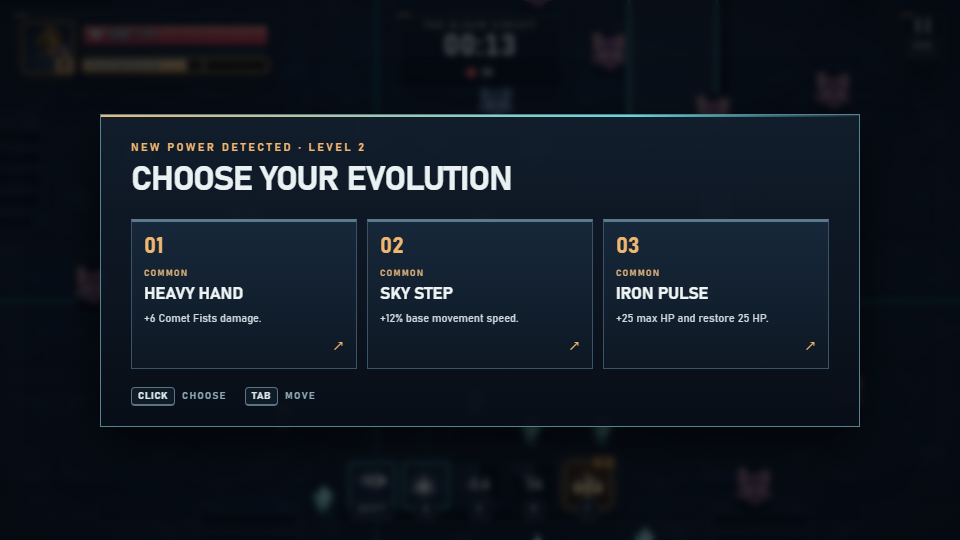 00:13
NEW POWER DETECTED · LEVEL 2
CHOOSE YOUR EVOLUTION
01
COMMON
HEAVY HAND
+6 Comet Fists damage.
↗
02
COMMON
SKY STEP
+12% base movement speed.
↗
03
COMMON
IRON PULSE
+25 max HP and restore 25 HP.
↗
CLICK CHOOSE TAB MOVE